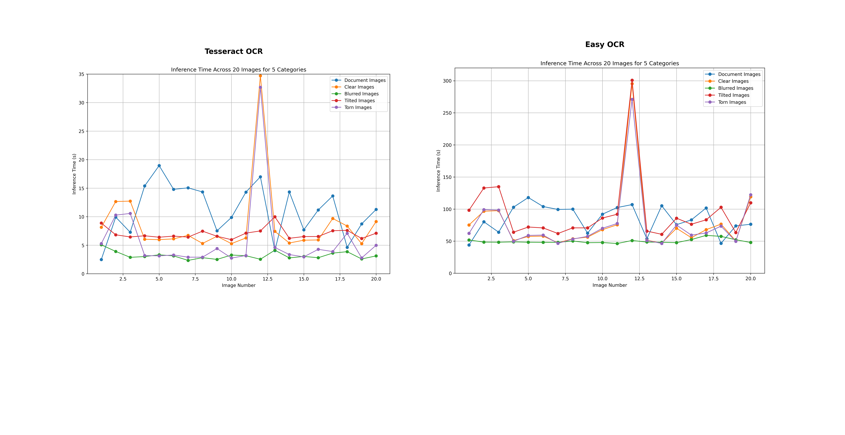 Tesseract OCR
Inference Time Across 20 Images for 5 Categories
Inference Time (s)
35
30
25
20
15
10
5
0
2.5
5.0
7.5
10.0
12.5
15.0
17.5
20.0
Image Number
Document Images
Clear Images
Blurred Images
Tilted Images
Torn Images
Easy OCR
Inference Time Across 20 Images for 5 Categories
Inference Time (s)
300
250
200
150
100
50
0
2.5
5.0
7.5
10.0
12.5
15.0
17.5
20.0
Image Number
Document Images
Clear Images
Blurred Images
Tilted Images
Torn Images